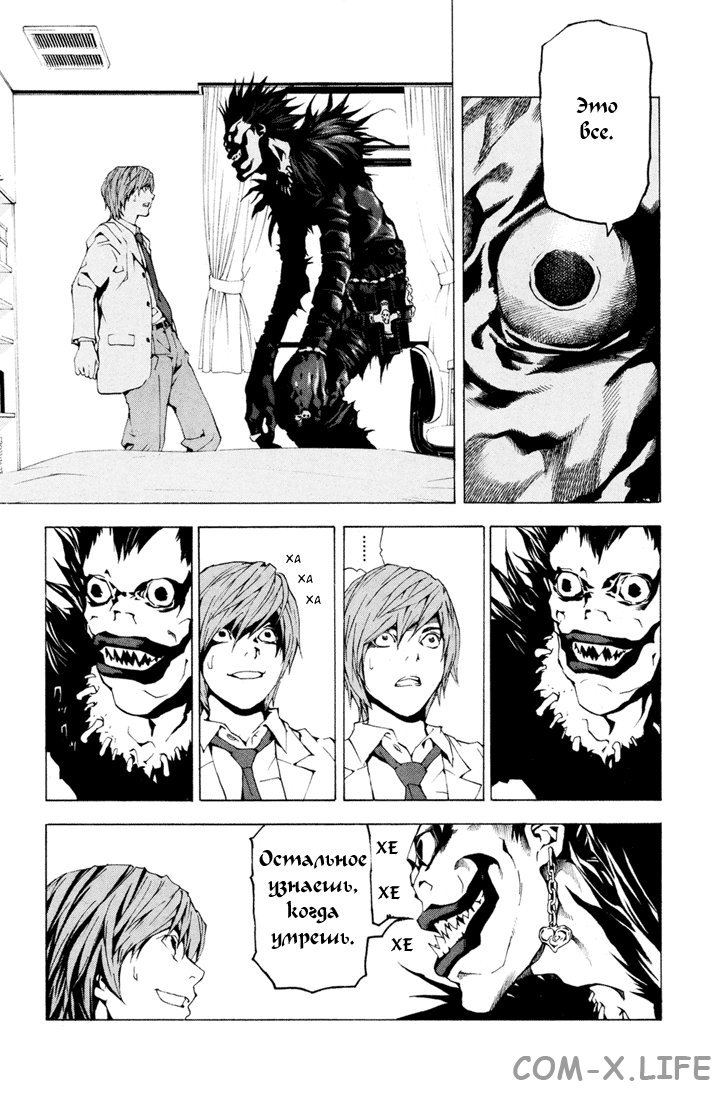 Это
все.
.......
ХА
ХА
ХА
ХЕ
ХЕ
ХЕ
Остальное
узнаешь,
когда
умрешь.
COM-X.LIFE